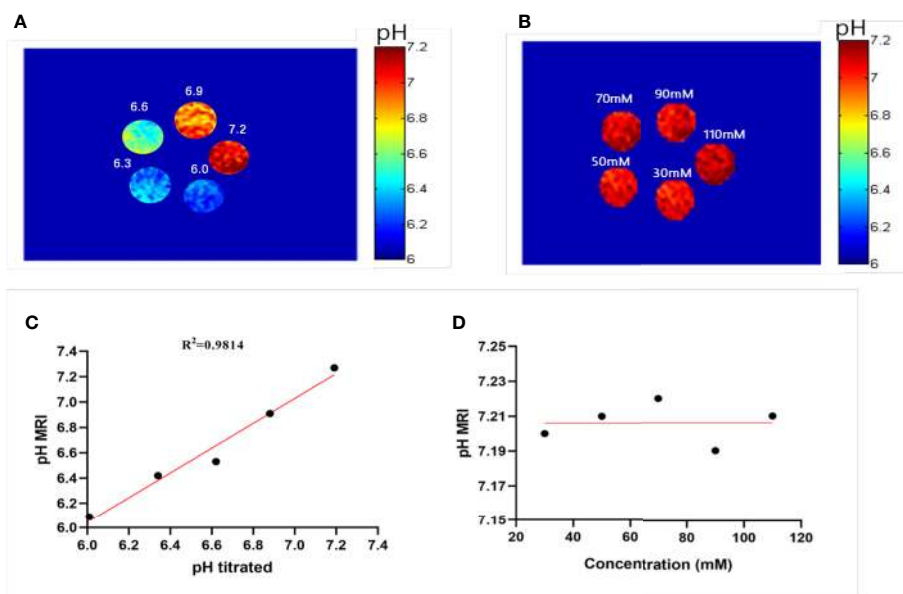 A
pH
7.2
7
6.8
6.6
6.4
6.2
6
6.9
6.6
7.2
6.3
6.0
B
pH
7.2
7
6.8
6.6
6.4
6.2
6
90mM
70mM
110mM
50mM
30mM
C
R²=0.9814
pH MRI
7.4
7.2
7.0
6.8
6.6
6.4
6.2
6.0
6.0 6.2 6.4 6.6 6.8 7.0 7.2 7.4
pH titrated
D
pH MRI
7.25
7.23
7.21
7.19
7.17
7.15
20 40 60 80 100 120
Concentration (mM)